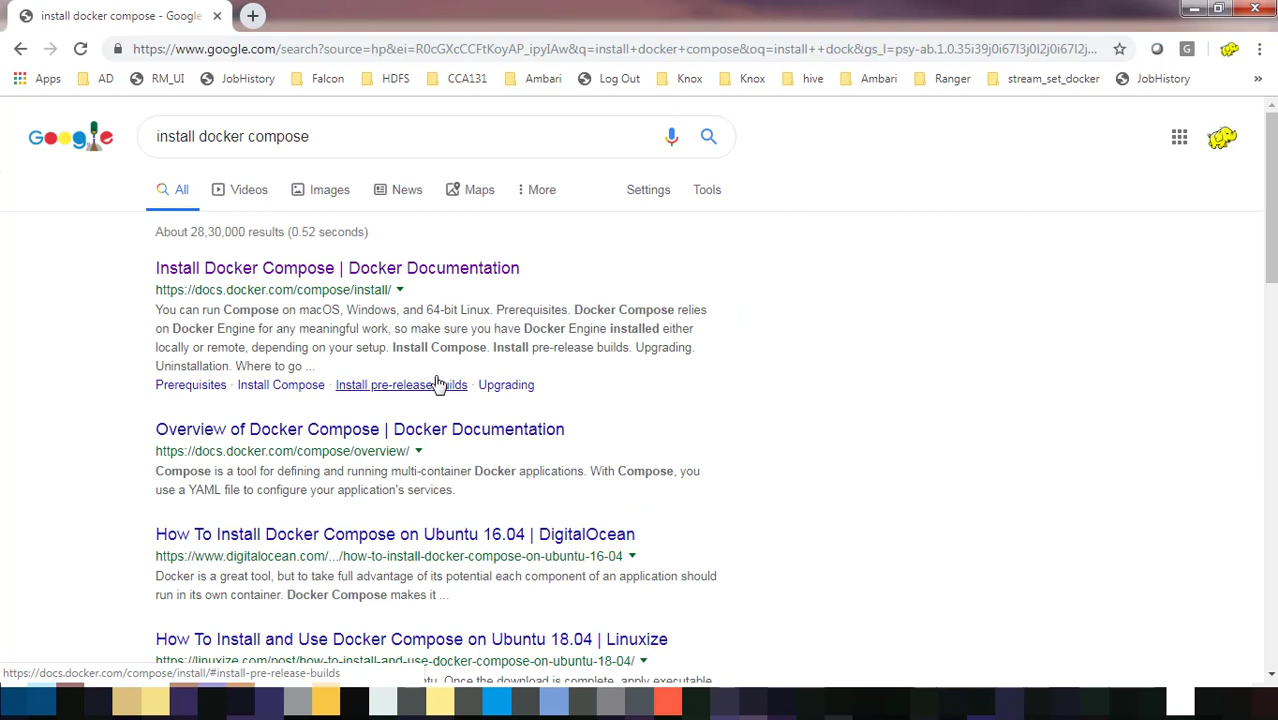 install docker compose - Google
https://www.google.com/search?source=hp&ei=R0cGXcCCFtKoyAP_ipyIAw&q=install+docker+compose&oq=install++dock&gs_l=psy-ab.1.0.35i39j0i67l3j0l2j0i67l2j...
Apps AD RM_UI JobHistory Falcon HDFS CCA131 Ambari Log Out Knox Knox hive Ambari Ranger stream_set_docker JobHistory »
Google
install docker compose
All Videos Images News Maps More Settings Tools
About 28,30,000 results (0.52 seconds)
Install Docker Compose | Docker Documentation
https://docs.docker.com/compose/install/
You can run Compose on macOS, Windows, and 64-bit Linux. Prerequisites. Docker Compose relies
on Docker Engine for any meaningful work, so make sure you have Docker Engine installed either
locally or remote, depending on your setup. Install Compose. Install pre-release builds. Upgrading.
Uninstallation. Where to go ...
Prerequisites · Install Compose · Install pre-release builds · Upgrading
Overview of Docker Compose | Docker Documentation
https://docs.docker.com/compose/overview/
Compose is a tool for defining and running multi-container Docker applications. With Compose, you
use a YAML file to configure your application's services.
How To Install Docker Compose on Ubuntu 16.04 | DigitalOcean
https://www.digitalocean.com/.../how-to-install-docker-compose-on-ubuntu-16-04
Docker is a great tool, but to take full advantage of its potential each component of an application should
run in its own container. Docker Compose makes it ...
How To Install and Use Docker Compose on Ubuntu 18.04 | Linuxize
https://linuxize.com/post/how-to-install-and-use-docker-compose-on-ubuntu-18-04/
https://docs.docker.com/compose/install/#install-pre-release-builds
Once the download is complete, apply executable